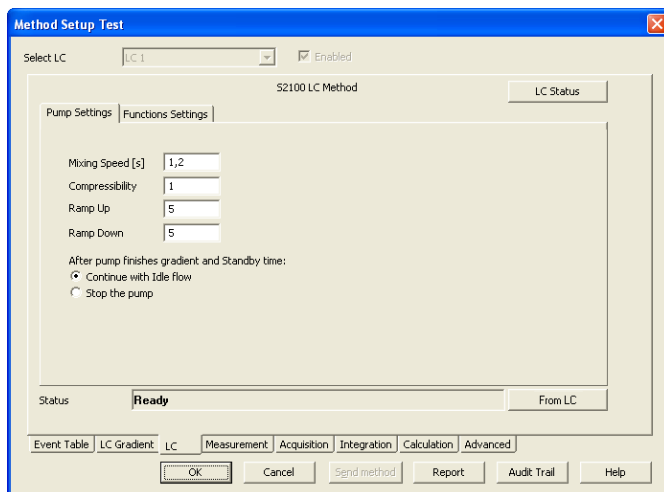 Method Setup Test
Select LC LC 1 Enabled
S2100 LC Method LC Status
Pump Settings Functions Settings
Mixing Speed [s] 1,2
Compressibility 1
Ramp Up 5
Ramp Down 5
After pump finishes gradient and Standby time:
Continue with Idle flow
Stop the pump
Status Ready From LC
Event Table LC Gradient LC Measurement Acquisition Integration Calculation Advanced
OK Cancel Send method Report Audit Trail Help